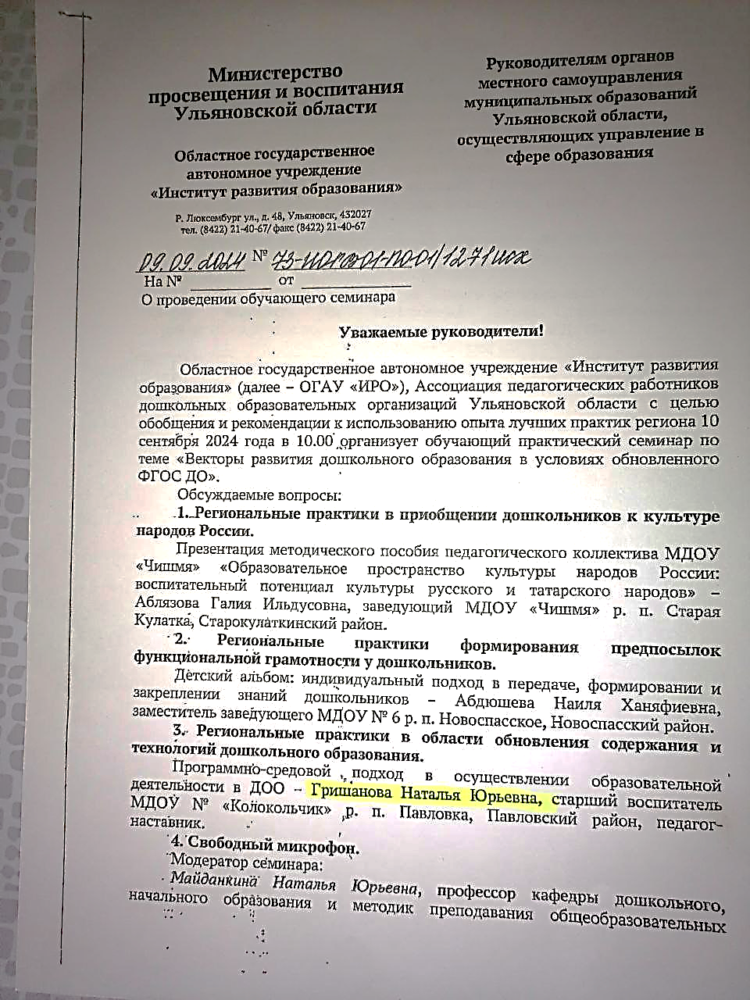 Министерство
просвещения и воспитания
Ульяновской области
Областное государственное
автономное учреждение
«Институт развития образования»
Р. Люксембург ул., д. 48, Ульяновск, 432027
тел. (8422) 21-40-67/ факс (8422) 21-40-67
Руководителям органов
местного самоуправления
муниципальных образований
Ульяновской области,
осуществляющих управление в
сфере образования
09.09.2024 №
На № от
О проведении обучающего семинара
Уважаемые руководители!
Областное государственное автономное учреждение «Институт развития
образования» (далее – ОГАУ «ИРО»), Ассоциация педагогических работников
дошкольных образовательных организаций Ульяновской области с целью
обобщения и рекомендации к использованию опыта лучших практик региона 10
сентября 2024 года в 10.00 организует обучающий практический семинар по
теме «Векторы развития дошкольного образования в условиях обновленного
ФГОС ДО».
Обсуждаемые вопросы:
1. Региональные практики в приобщении дошкольников к культуре
народов России.
Презентация методического пособия педагогического коллектива МДОУ
«Чишмя» «Образовательное пространство культуры народов России:
воспитательный потенциал культуры русского и татарского народов» –
Аблязова Галия Ильдусовна, заведующий МДОУ «Чишмя» р. п. Старая
Кулатка, Старокулаткинский район.
2. Региональные практики формирования предпосылок
функциональной грамотности у дошкольников.
Детский альбом: индивидуальный подход в передаче, формировании и
закреплении знаний дошкольников – Абдюшева Наиля Ханяфиевна,
заместитель заведующего МДОУ № 6 р. п. Новоспасское, Новоспасский район.
3. Региональные практики в области обновления содержания и
технологий дошкольного образования.
Программно-средовой подход в осуществлении образовательной
деятельности в ДОО – Гришанова Наталья Юрьевна, старший воспитатель
МДОУ № «Колокольчик» р. п. Павловка, Павловский район, педагог-
наставник.
4. Свободный микрофон.
Модератор семинара:
Майданкина Наталья Юрьевна, профессор кафедры дошкольного,
начального образования и методик преподавания общеобразовательных